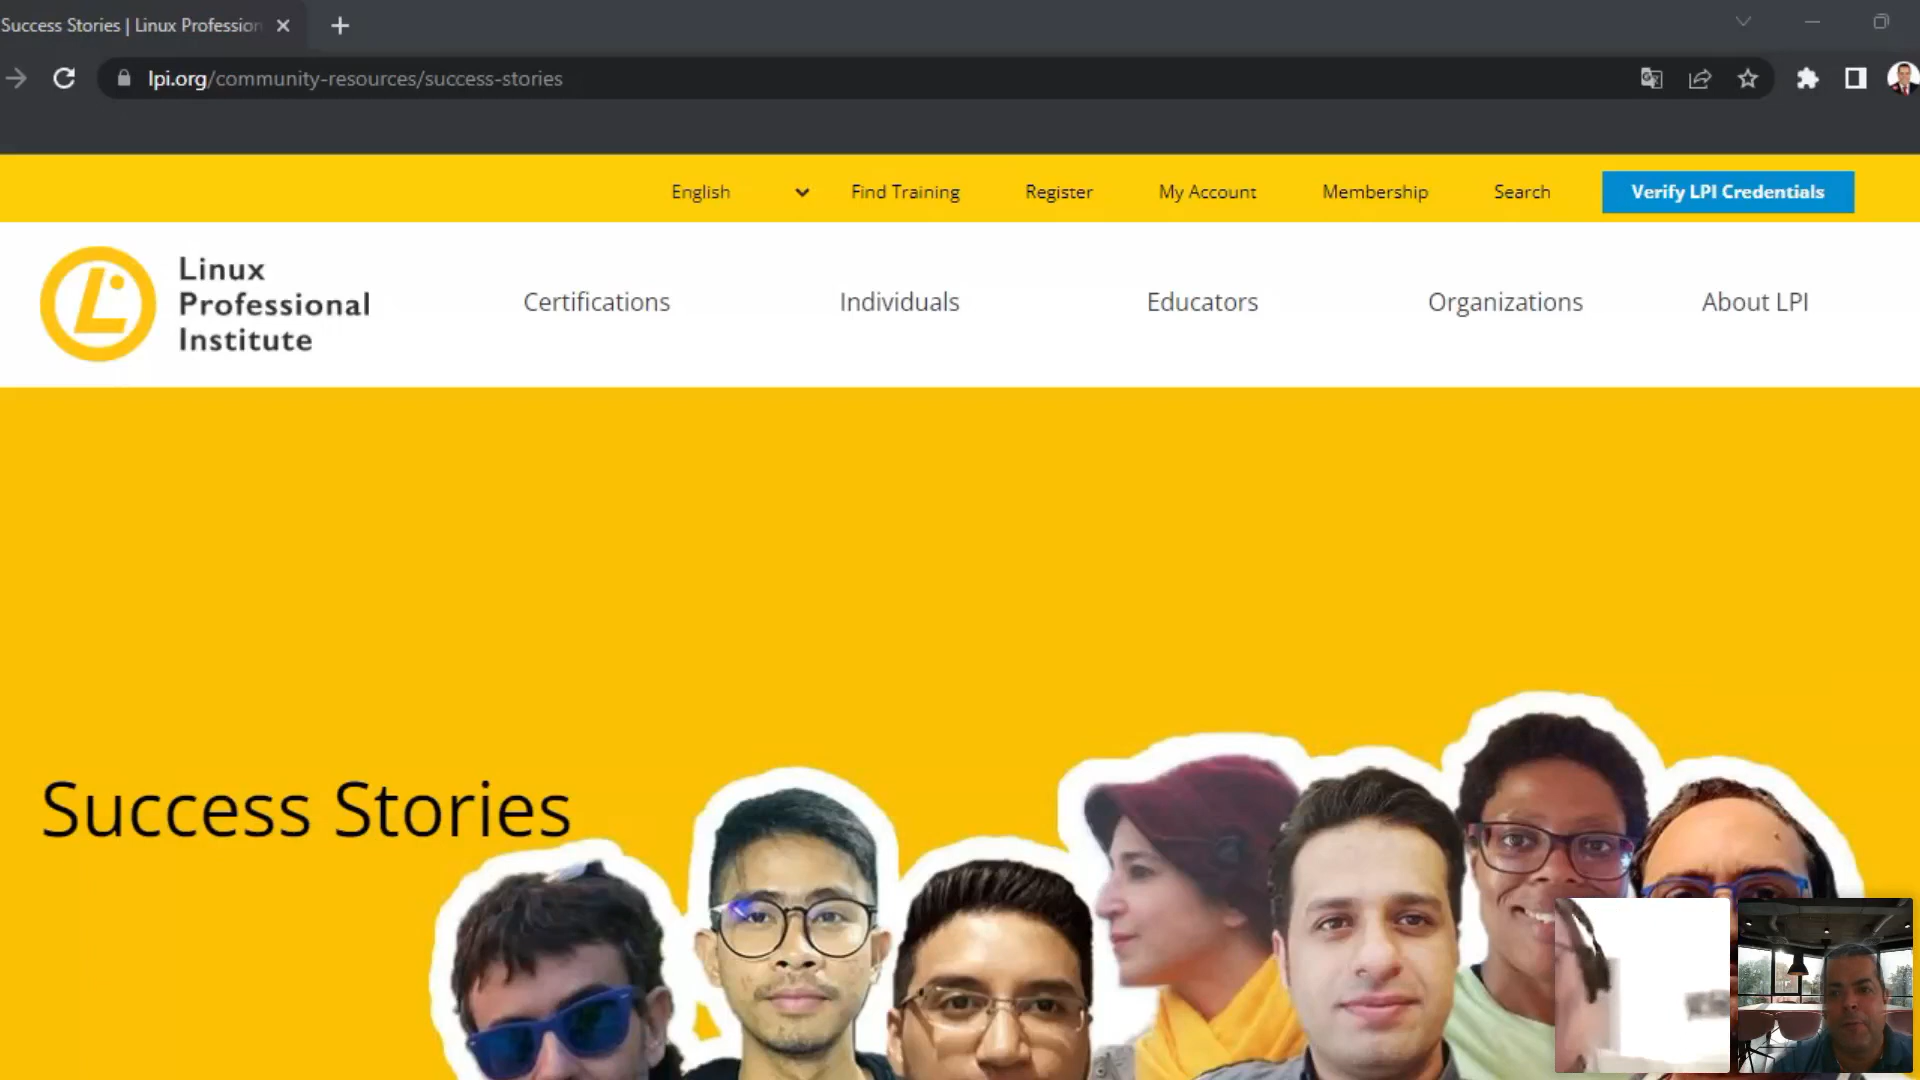 Success Stories | Linux Profession
lpi.org/community-resources/success-stories
English
Find Training
Register
My Account
Membership
Search
Verify LPI Credentials
Linux
Professional
Institute
Certifications
Individuals
Educators
Organizations
About LPI
Success Stories